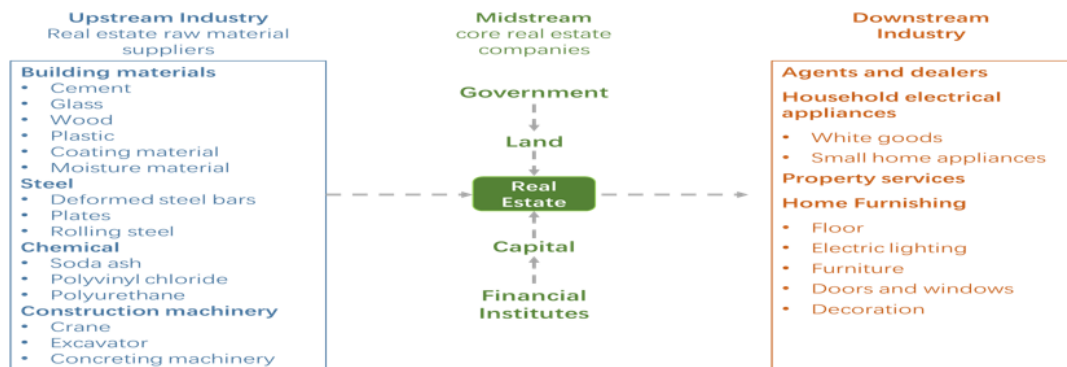 Upstream Industry
Real estate raw material
suppliers
Building materials
• Cement
• Glass
• Wood
• Plastic
• Coating material
• Moisture material
Steel
• Deformed steel bars
• Plates
• Rolling steel
Chemical
• Soda ash
• Polyvinyl chloride
• Polyurethane
Construction machinery
• Crane
• Excavator
• Concreting machinery
Midstream
core real estate
companies
Government
Land
Real
Estate
Capital
Financial
Institutes
Downstream
Industry
Agents and dealers
Household electrical
appliances
• White goods
• Small home appliances
Property services
Home Furnishing
• Floor
• Electric lighting
• Furniture
• Doors and windows
• Decoration